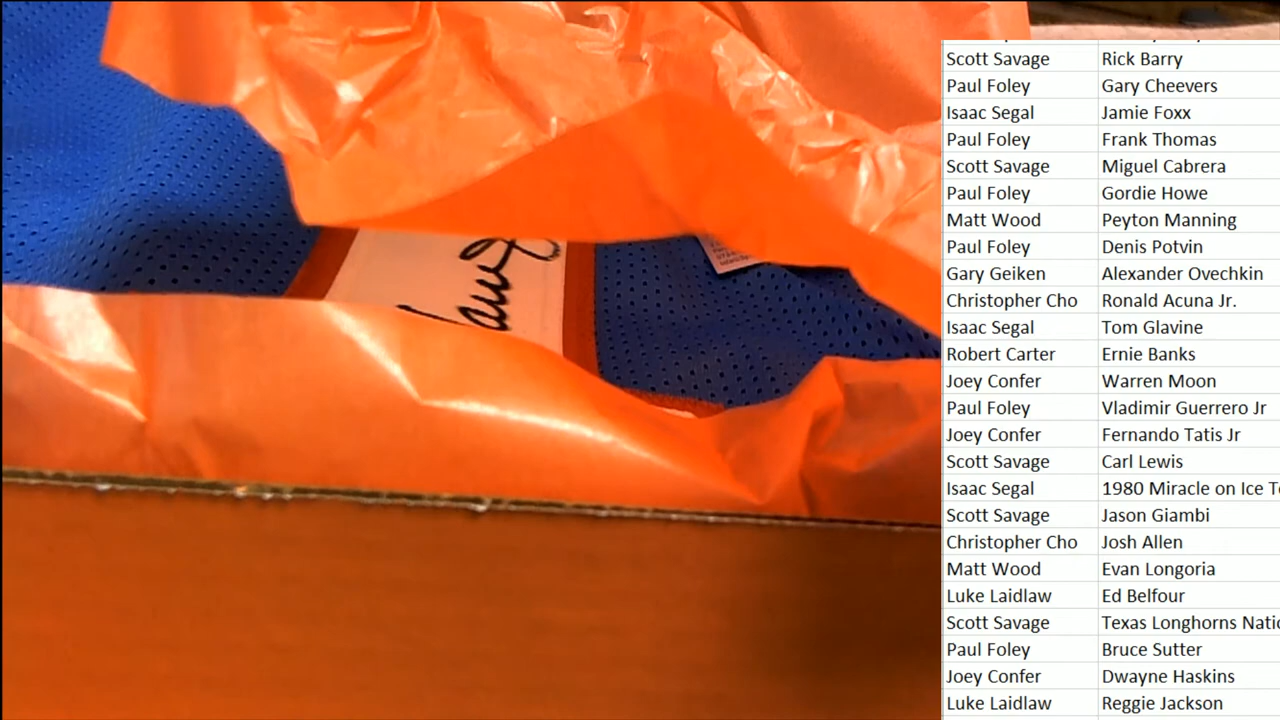 Scott Savage Rick Barry
Paul Foley Gary Cheevers
Isaac Segal Jamie Foxx
Paul Foley Frank Thomas
Scott Savage Miguel Cabrera
Paul Foley Gordie Howe
Matt Wood Peyton Manning
Paul Foley Denis Potvin
Gary Geiken Alexander Ovechkin
Christopher Cho Ronald Acuna Jr.
Isaac Segal Tom Glavine
Robert Carter Ernie Banks
Joey Confer Warren Moon
Paul Foley Vladimir Guerrero Jr
Joey Confer Fernando Tatis Jr
Scott Savage Carl Lewis
Isaac Segal 1980 Miracle on Ice
Scott Savage Jason Giambi
Christopher Cho Josh Allen
Matt Wood Evan Longoria
Luke Laidlaw Ed Belfour
Scott Savage Texas Longhorns
Paul Foley Bruce Sutter
Joey Confer Dwayne Haskins
Luke Laidlaw Reggie Jackson